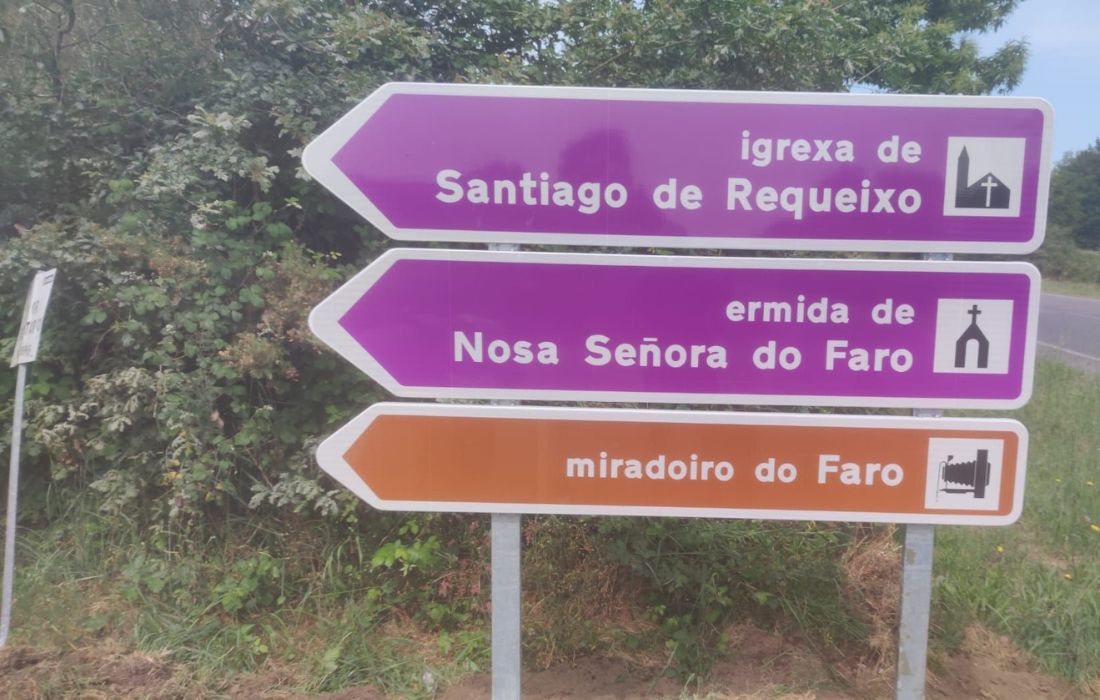 igrexa de
Santiago de Requeixo
ermida de
Nosa Señora do Faro
miradoiro do Faro